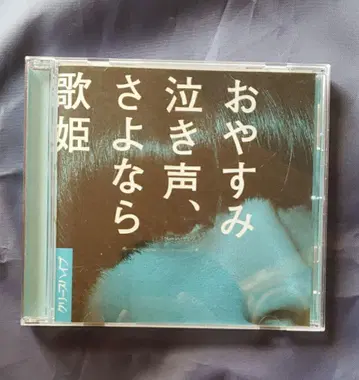 おやすみ
泣き声、
さよなら
歌姫
クリープハイプ